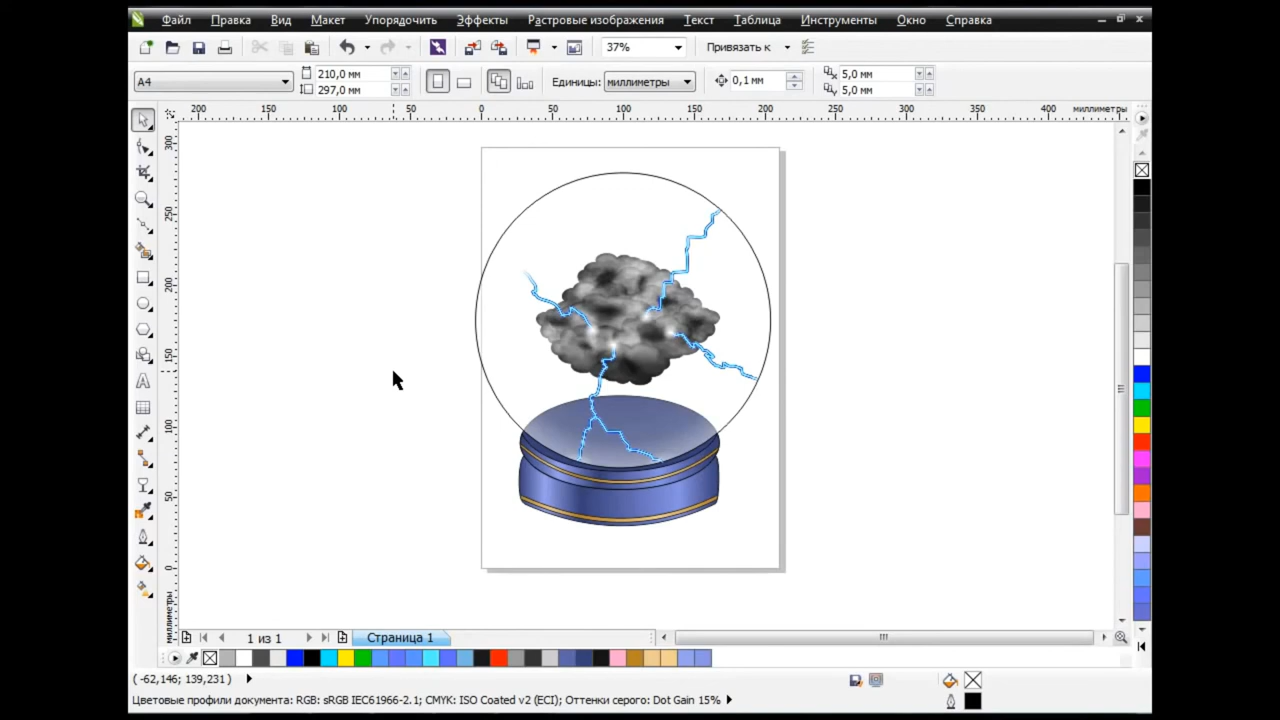 Файл Правка Вид Макет Упорядочить Эффекты Растровые изображения Текст Таблица Инструменты Окно Справка
37% Привязать к
A4 210,0 мм 297,0 мм Единицы: миллиметры 0,1 мм 5,0 мм 5,0 мм
200 150 100 50 0 50 100 150 200 250 300 350 400 миллиметры
300
250
200
150
100
50
0
миллиметры
1 из 1 Страница 1
( -62,146; 139,231 )
Цветовые профили документа: RGB: sRGB IEC61966-2.1; CMYK: ISO Coated v2 (ECI); Оттенки серого: Dot Gain 15%